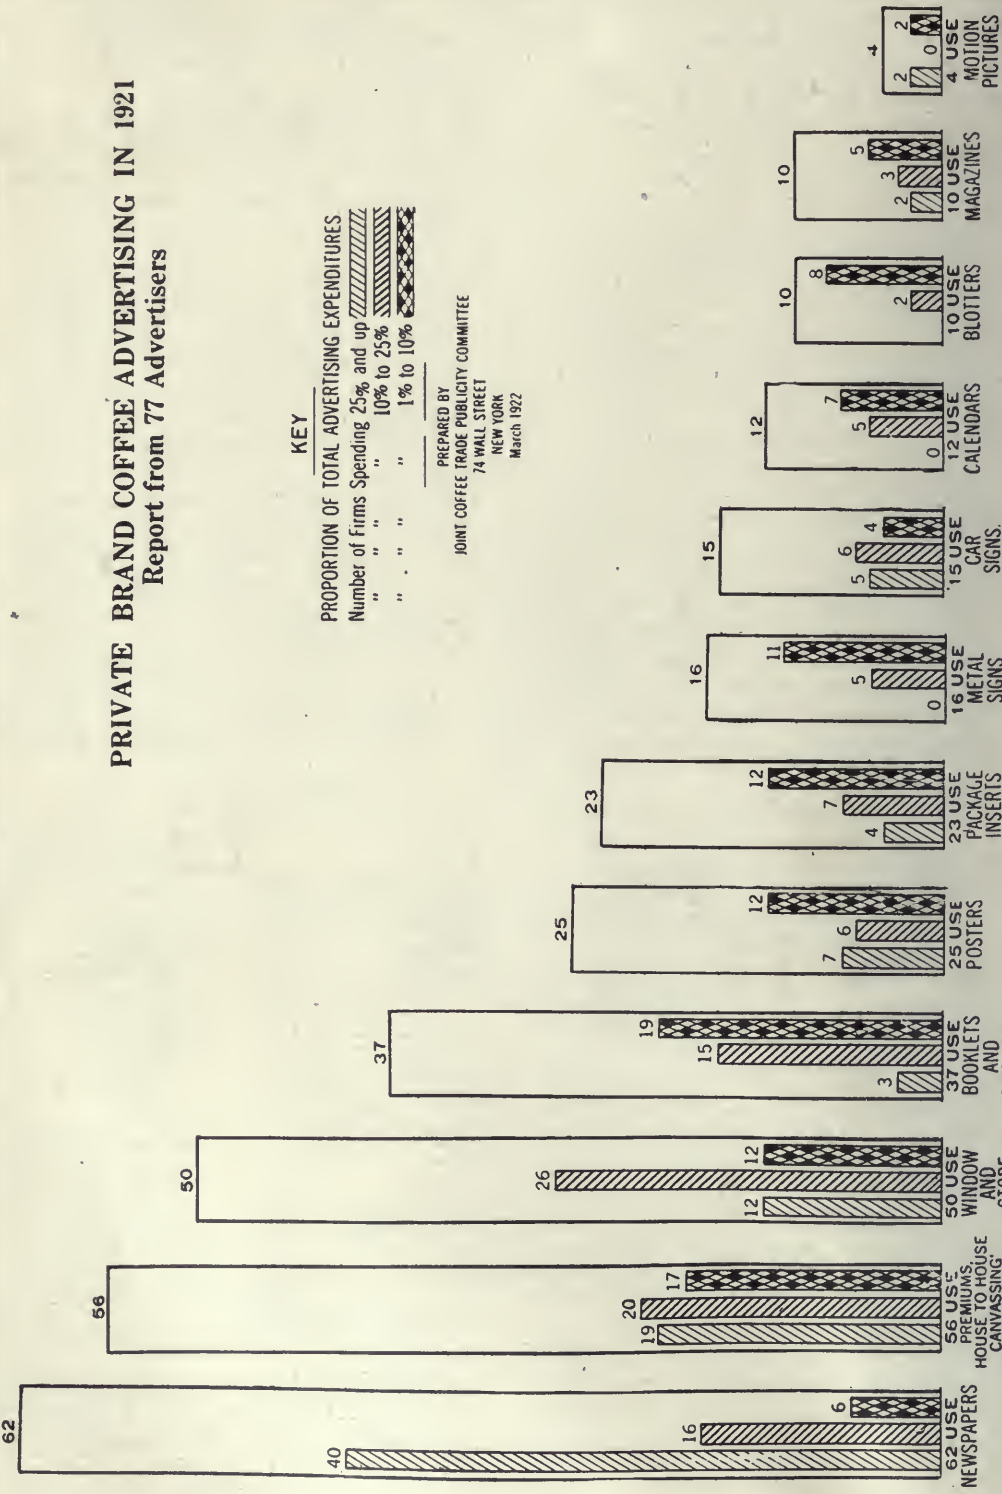 PRIVATE BRAND COFFEE ADVERTISING IN 1921
Report from 77 Advertisers
KEY
PROPORTION OF TOTAL ADVERTISING EXPENDITURES
Number of Firms Spending 25% and up
" " " " 10% to 25%
" " " " 1% to 10%
PREPARED BY
JOINT COFFEE TRADE PUBLICITY COMMITTEE
74 WALL STREET
NEW YORK
March 1922
62
40
16
6
62 USE
NEWSPAPERS
56
19
20
17
56 USE
PREMIUMS,
HOUSE TO HOUSE
CANVASSING,
50
12
26
12
50 USE
WINDOW
AND
37
3
15
19
37 USE
BOOKLETS
AND
25
7
6
12
25 USE
POSTERS
23
4
7
12
23 USE
PACKAGE
INSERTS
16
0
5
11
16 USE
METAL
SIGNS
15
5
6
4
15 USE
CAR
SIGNS.
12
0
5
7
12 USE
CALENDARS
10
2
8
10 USE
BLOTTERS
10
2
3
5
10 USE
MAGAZINES
4
2
0
2
4 USE
MOTION
PICTURES